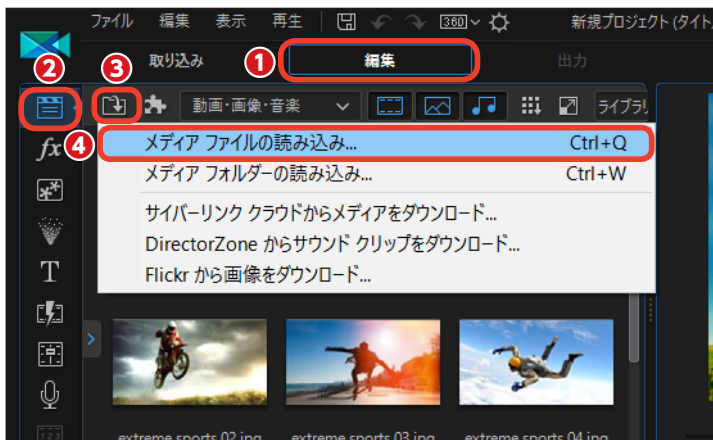 ファイル 編集 表示 再生 360 新規プロジェクト (タイトル
取り込み ① 編集 出力
② ③
動画・画像・音楽 ライブラリ
④ メディア ファイルの読み込み... Ctrl+Q
fx
メディア フォルダーの読み込み... Ctrl+W
サイバーリンク クラウドからメディアをダウンロード...
DirectorZone からサウンド クリップをダウンロード...
T Flickr から画像をダウンロード...
extreme sports 02.jpg extreme sports 03.jpg extreme sports 04.jpg